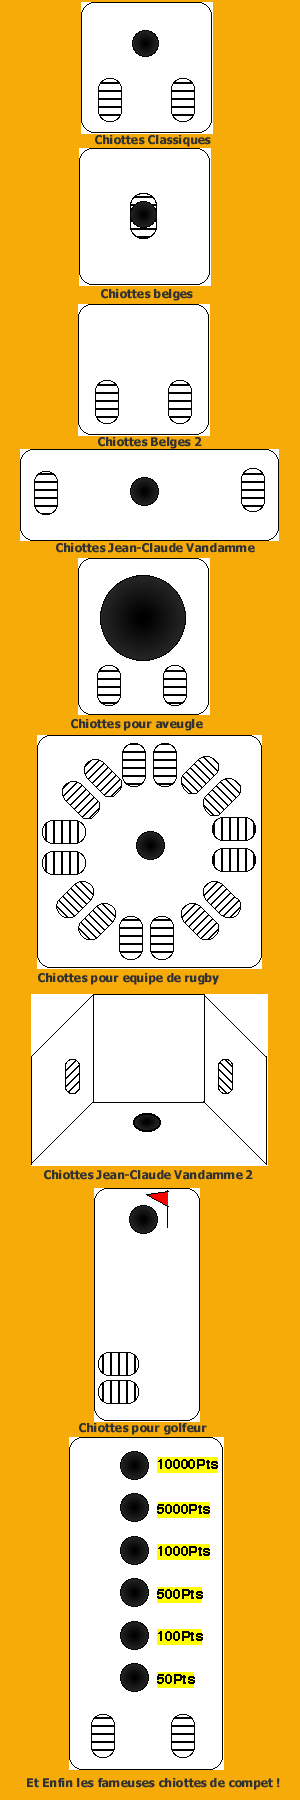 Chiottes Classiques
Chiottes belges
Chiottes Belges 2
Chiottes Jean-Claude Vandamme
Chiottes pour aveugle
Chiottes pour equipe de rugby
Chiottes Jean-Claude Vandamme 2
Chiottes pour golfeur
10000Pts
5000Pts
1000Pts
500Pts
100Pts
50Pts
Et Enfin les fameuses chiottes de compet !